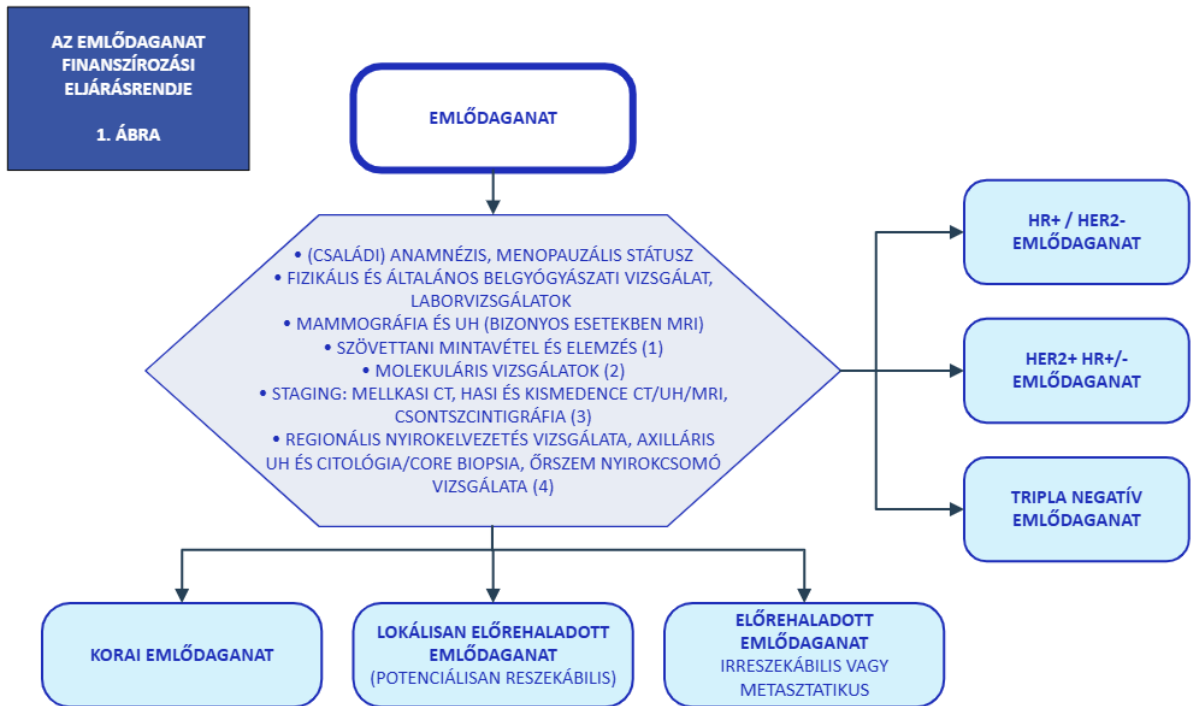 AZ EMLŐDAGANAT
FINANSZÍROZÁSI
ELJÁRÁSRENDJE
1. ÁBRA
EMLŐDAGANAT
• (CSALÁDI) ANAMNÉZIS, MENOPAUZÁLIS STÁTUSZ
• FIZIKÁLIS ÉS ÁLTALÁNOS BELGYÓGYÁSZATI VIZSGÁLAT,
LABORVIZSGÁLATOK
• MAMMOGRÁFIA ÉS UH (BIZONYOS ESETEKBEN MRI)
• SZÖVETTANI MINTAVÉTEL ÉS ELEMZÉS (1)
• MOLEKULÁRIS VIZSGÁLATOK (2)
• STAGING: MELLKASI CT, HASI ÉS KISMEDENCE CT/UH/MRI,
CSONTSZCINTIGRÁFIA (3)
• REGIONÁLIS NYIROKELVEZETÉS VIZSGÁLATA, AXILLÁRIS
UH ÉS CITOLÓGIA/CORE BIOPSIA, ŐRSZEM NYIROKCSOMÓ
VIZSGÁLATA (4)
HR+ / HER2-
EMLŐDAGANAT
HER2+ HR+/-
EMLŐDAGANAT
TRIPLA NEGATÍV
EMLŐDAGANAT
KORAI EMLŐDAGANAT
LOKÁLISAN ELŐREHALADOTT
EMLŐDAGANAT
(POTENCIÁLISAN RESZEKÁBILIS)
ELŐREHALADOTT
EMLŐDAGANAT
IRRESZEKÁBILIS VAGY
METASZTATIKUS